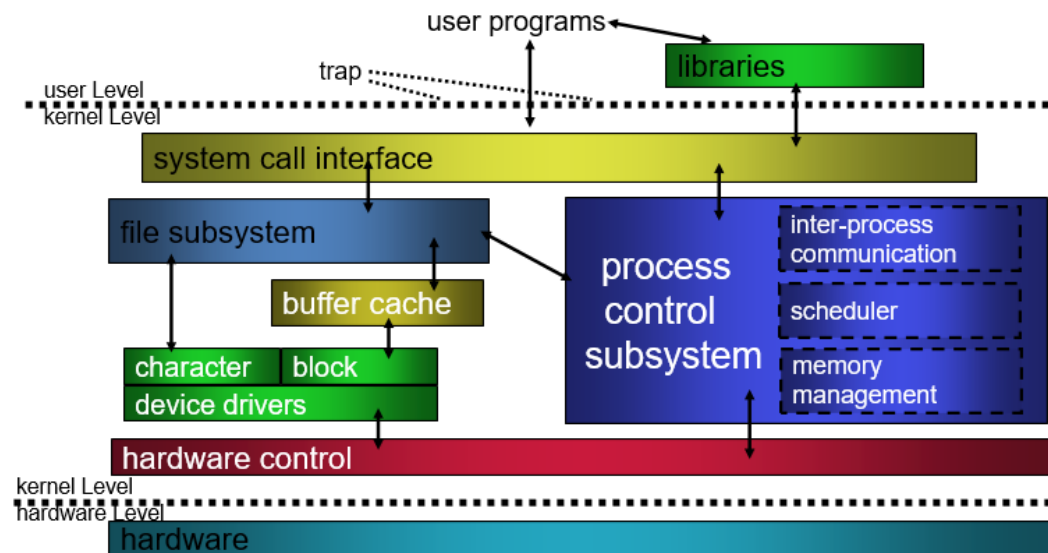 user programs
libraries
trap
user Level
kernel Level
system call interface
file subsystem
buffer cache
character
block
device drivers
process
control
subsystem
inter-process
communication
scheduler
memory
management
hardware control
kernel Level
hardware Level
hardware